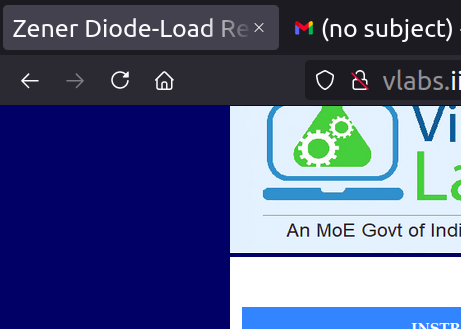 Zener Diode-Load Re
(no subject)
vlabs.ii
Vi
La
An MoE Govt of Indi
INSTR